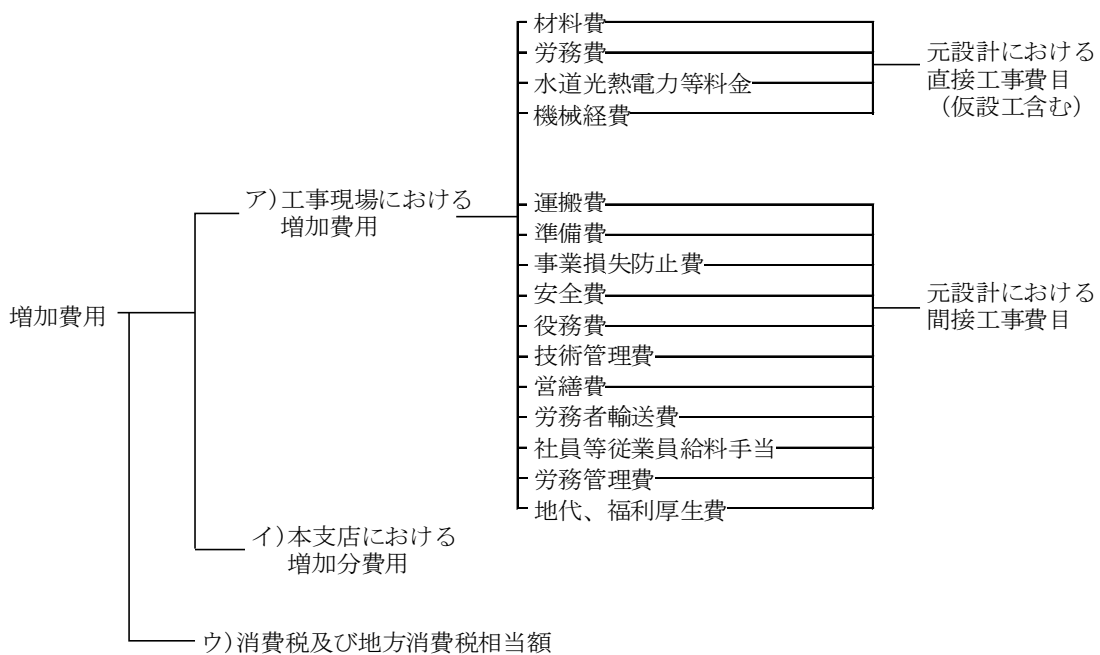 増加費用
ア)工事現場における
増加費用
材料費
労務費
水道光熱電力等料金
機械経費
元設計における
直接工事費目
（仮設工含む）
運搬費
準備費
事業損失防止費
安全費
役務費
技術管理費
営繕費
労務者輸送費
社員等従業員給料手当
労務管理費
地代、福利厚生費
元設計における
間接工事費目
イ)本支店における
増加分費用
ウ)消費税及び地方消費税相当額